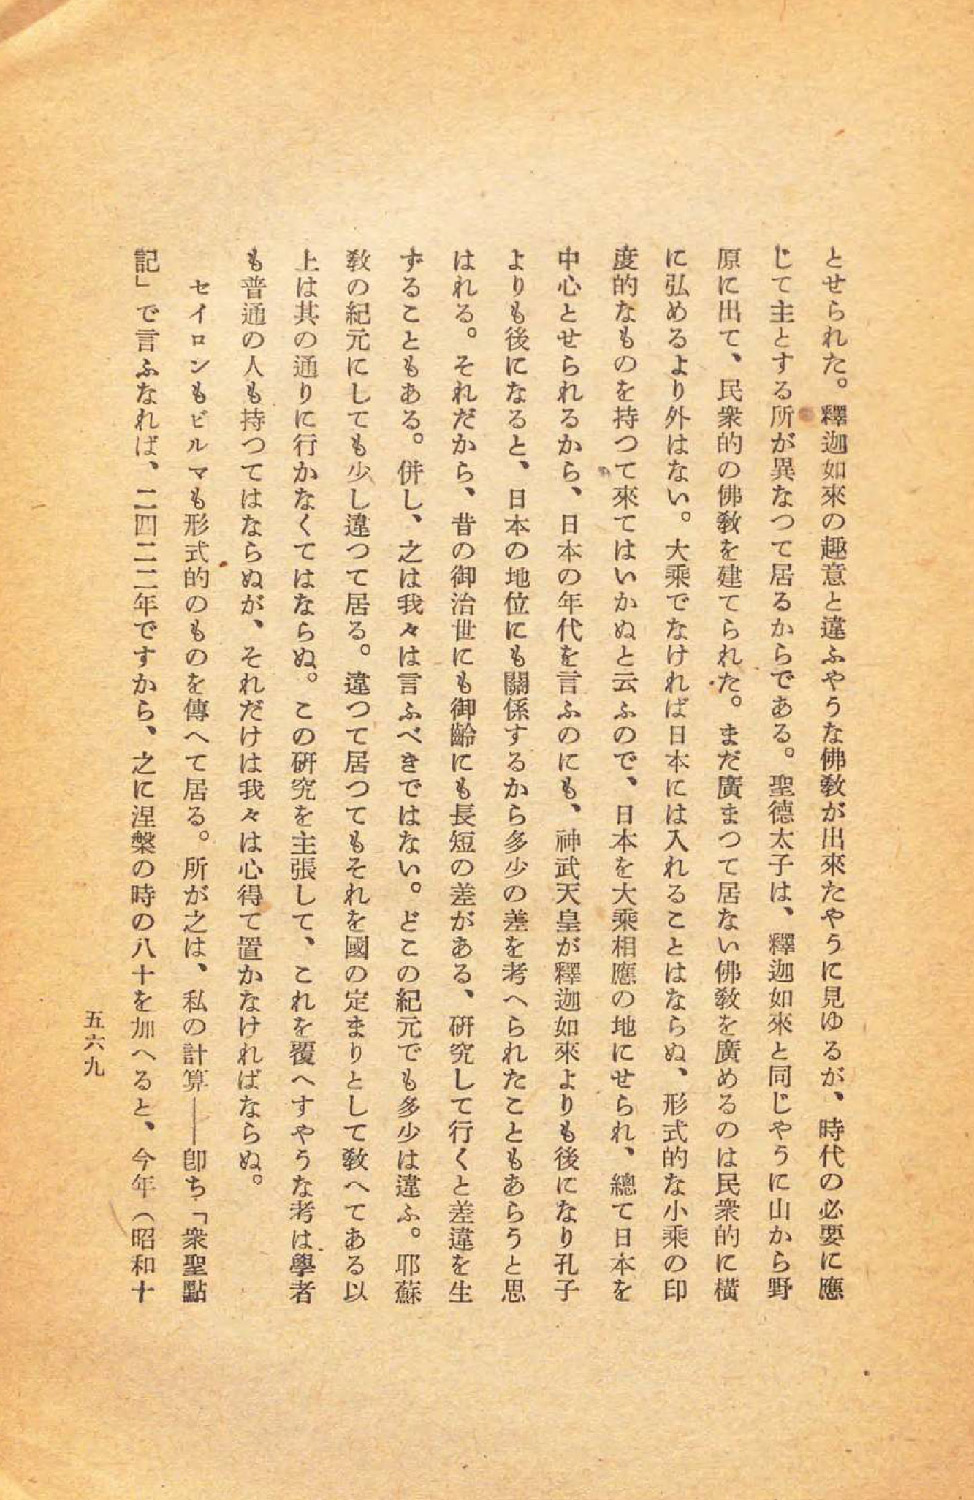 とせられた。釋迦如來の趣意と違ふやうな佛敎が出來たやうに見ゆるが、時代の必要に應
じて主とする所が異なつて居るからである。聖德太子は、釋迦如來と同じやうに山から野
原に出て、民衆的の佛敎を建てられた。まだ廣まつて居ない佛敎を廣めるのは民衆的に橫
に弘めるより外はない。大乘でなければ日本には入れることはならぬ、形式的な小乘の印
度的なものを持つて來てはいかぬと云ふので、日本を大乘相應の地にせられ、總て日本を
中心とせられるから、日本の年代を言ふのにも、神武天皇が釋迦如來よりも後になり孔子
よりも後になると、日本の地位にも關係するから多少の差を考へられたこともあらうと思
はれる。それだから、昔の御治世にも御齡にも長短の差がある、硏究して行くと差違を生
ずることもある。併し、之は我々は言ふべきではない。どこの紀元でも多少は違ふ。耶蘇
敎の紀元にしても少し違つて居る。違つて居つてもそれを國の定まりとして敎へてある以
上は其の通りに行かなくてはならぬ。この硏究を主張して、これを覆へすやうな考は學者
も普通の人も持つてはならぬが、それだけは我々は心得て置かなければならぬ。
セイロンもビルマも形式的のものを傳へて居る。所が之は、私の計算――卽ち「衆聖點
記」で言ふなれば、二四二二年ですから、之に涅槃の時の八十を加へると、今年（昭和十
五六九